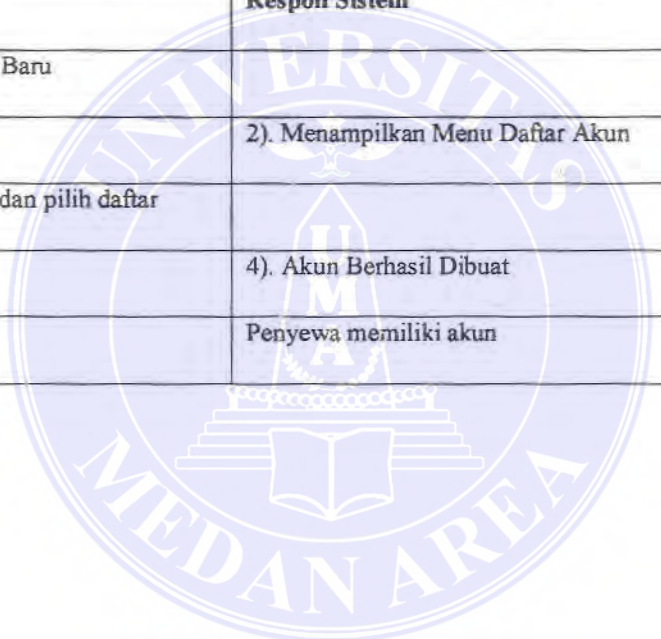 Respon Sistem
Baru
2). Menampilkan Menu Daftar Akun
dan pilih daftar
4). Akun Berhasil Dibuat
Penyewa memiliki akun
UNIVERSITAS
UMA
MEDAN AREA